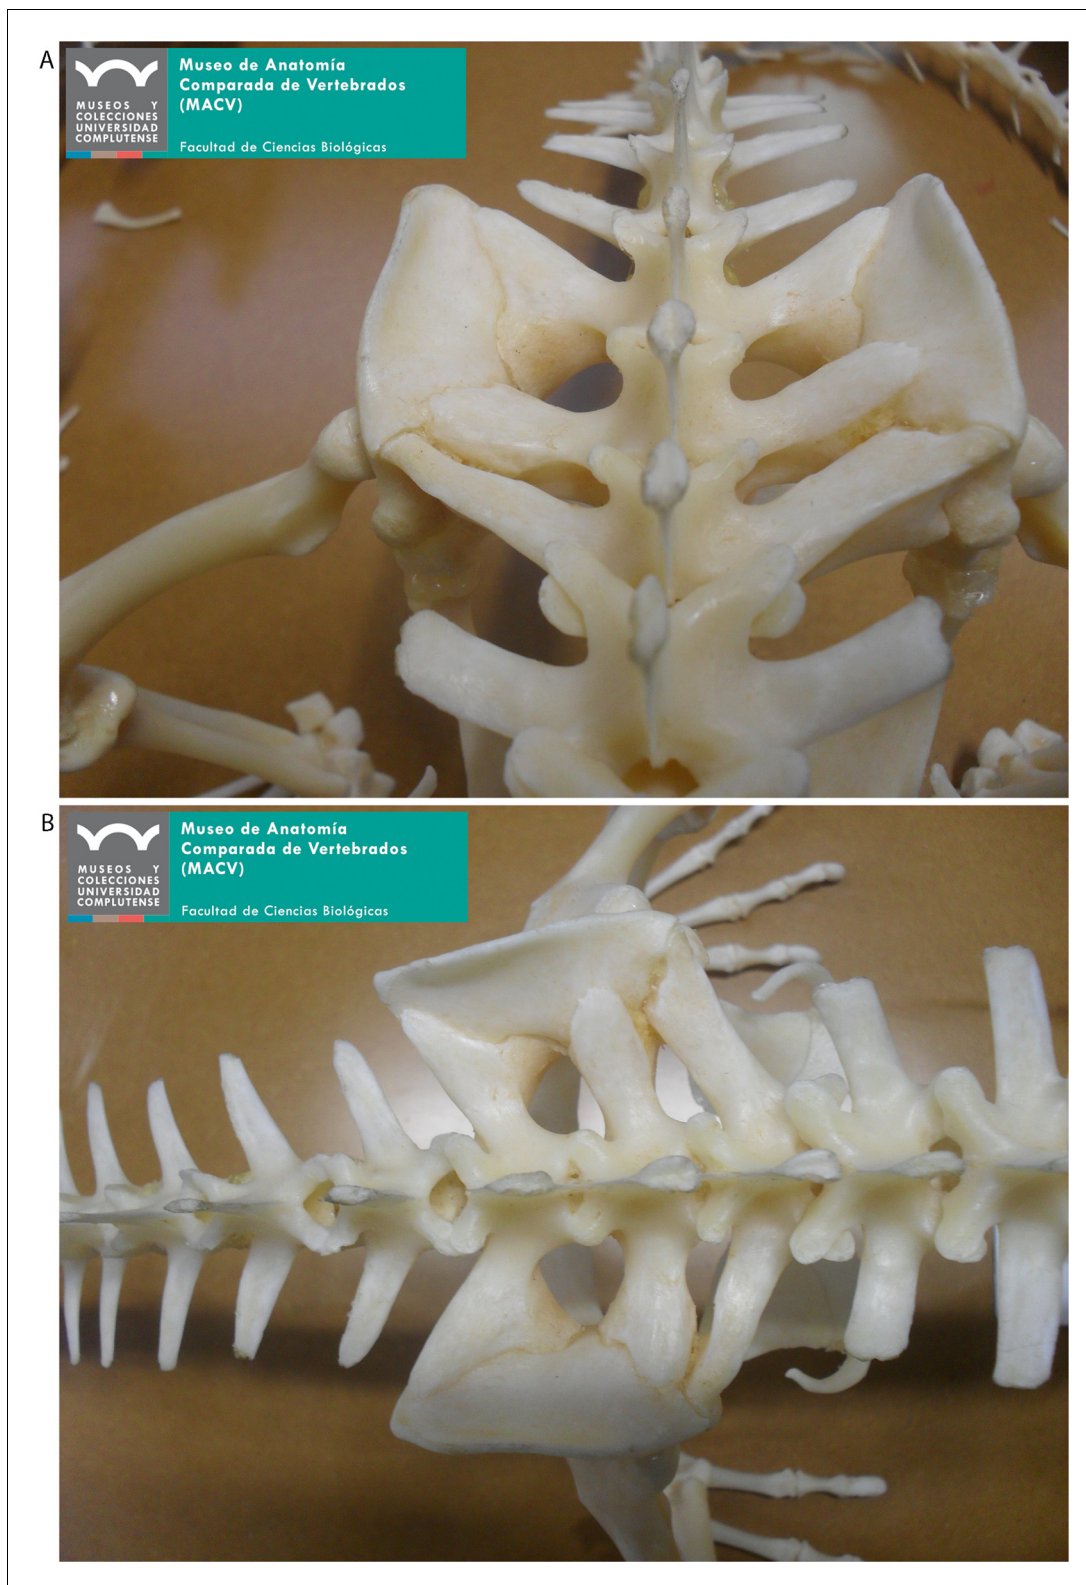 A
MUSEOS Y
COLECCIONES
UNIVERSIDAD
COMPLUTENSE
Museo de Anatomía
Comparada de Vertebrados
(MACV)
Facultad de Ciencias Biológicas
B
MUSEOS Y
COLECCIONES
UNIVERSIDAD
COMPLUTENSE
Museo de Anatomía
Comparada de Vertebrados
(MACV)
Facultad de Ciencias Biológicas